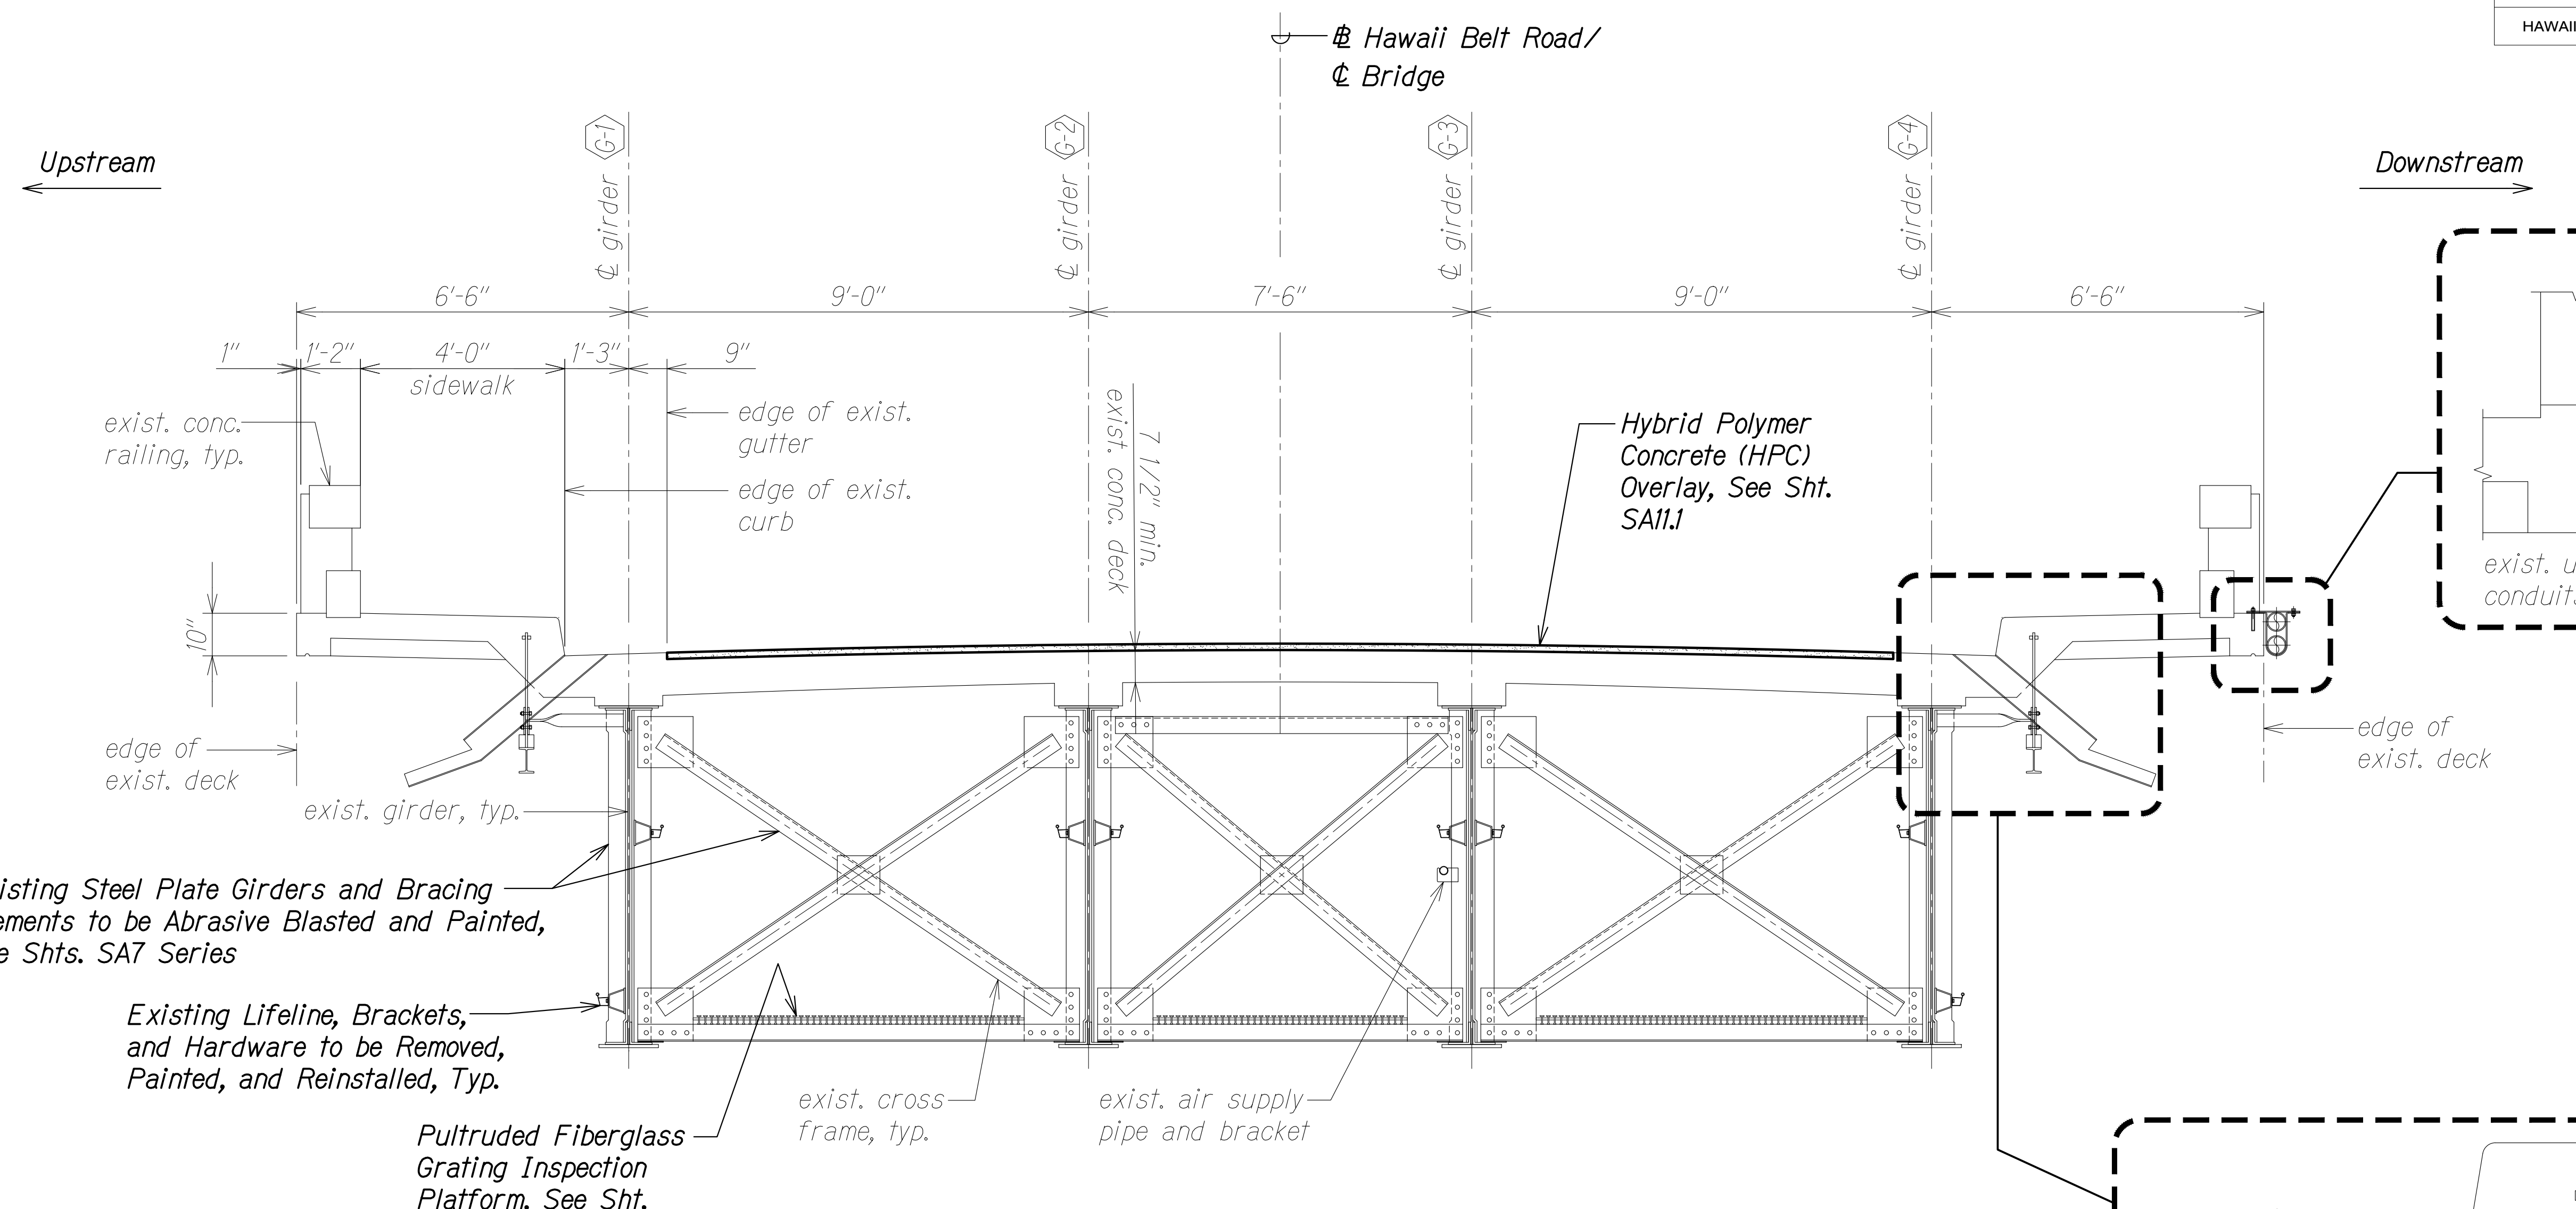 HAWAII
℄ Hawaii Belt Road/
℄ Bridge
Upstream
Downstream
℄ girder G-1
℄ girder G-2
℄ girder G-3
℄ girder G-4
6'-6"
9'-0"
7'-6"
9'-0"
6'-6"
1"
1'-2"
4'-0"
1'-3"
9"
sidewalk
exist. conc.
railing, typ.
edge of exist.
gutter
edge of exist.
curb
7 1/2" min.
exist. conc. deck
Hybrid Polymer
Concrete (HPC)
Overlay, See Sht.
SA11.1
exist.
conduit
10"
edge of
exist. deck
edge of
exist. deck
exist. girder, typ.
isting Steel Plate Girders and Bracing
ements to be Abrasive Blasted and Painted,
e Shts. SA7 Series
Existing Lifeline, Brackets,
and Hardware to be Removed,
Painted, and Reinstalled, Typ.
exist. cross
frame, typ.
exist. air supply
pipe and bracket
Pultruded Fiberglass
Grating Inspection
Platform, See Sht.